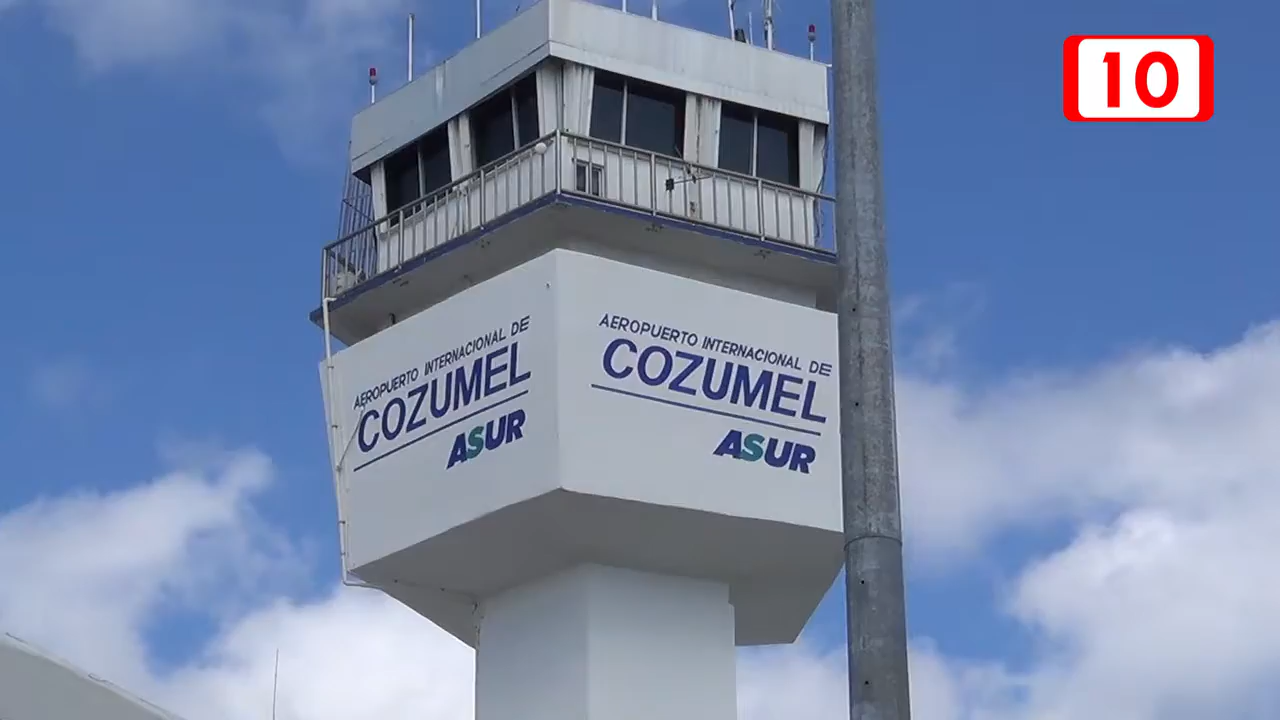 10
AEROPUERTO INTERNACIONAL DE
COZUMEL
ASUR
AEROPUERTO INTERNACIONAL DE
COZUMEL
ASUR